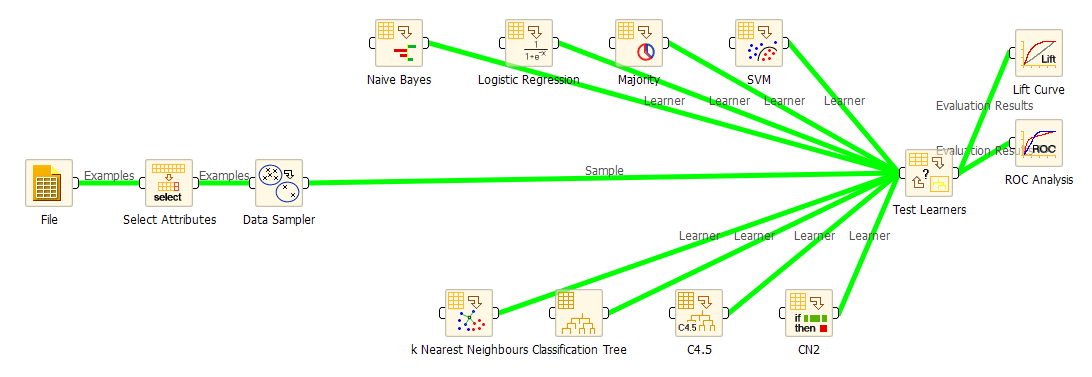 1
1+e^-x
Lift
Naive Bayes
Logistic Regression
Majority
SVM
Lift Curve
Learner
Learner
Learner
Learner
Evaluation Results
ROC
Evaluation Resu
?
Examples
Examples
Sample
select
ROC Analysis
File
Select Attributes
Data Sampler
Test Learners
Learner
Learner
Learner
Learner
C4.5
if
then
k Nearest Neighbours
Classification Tree
C4.5
CN2